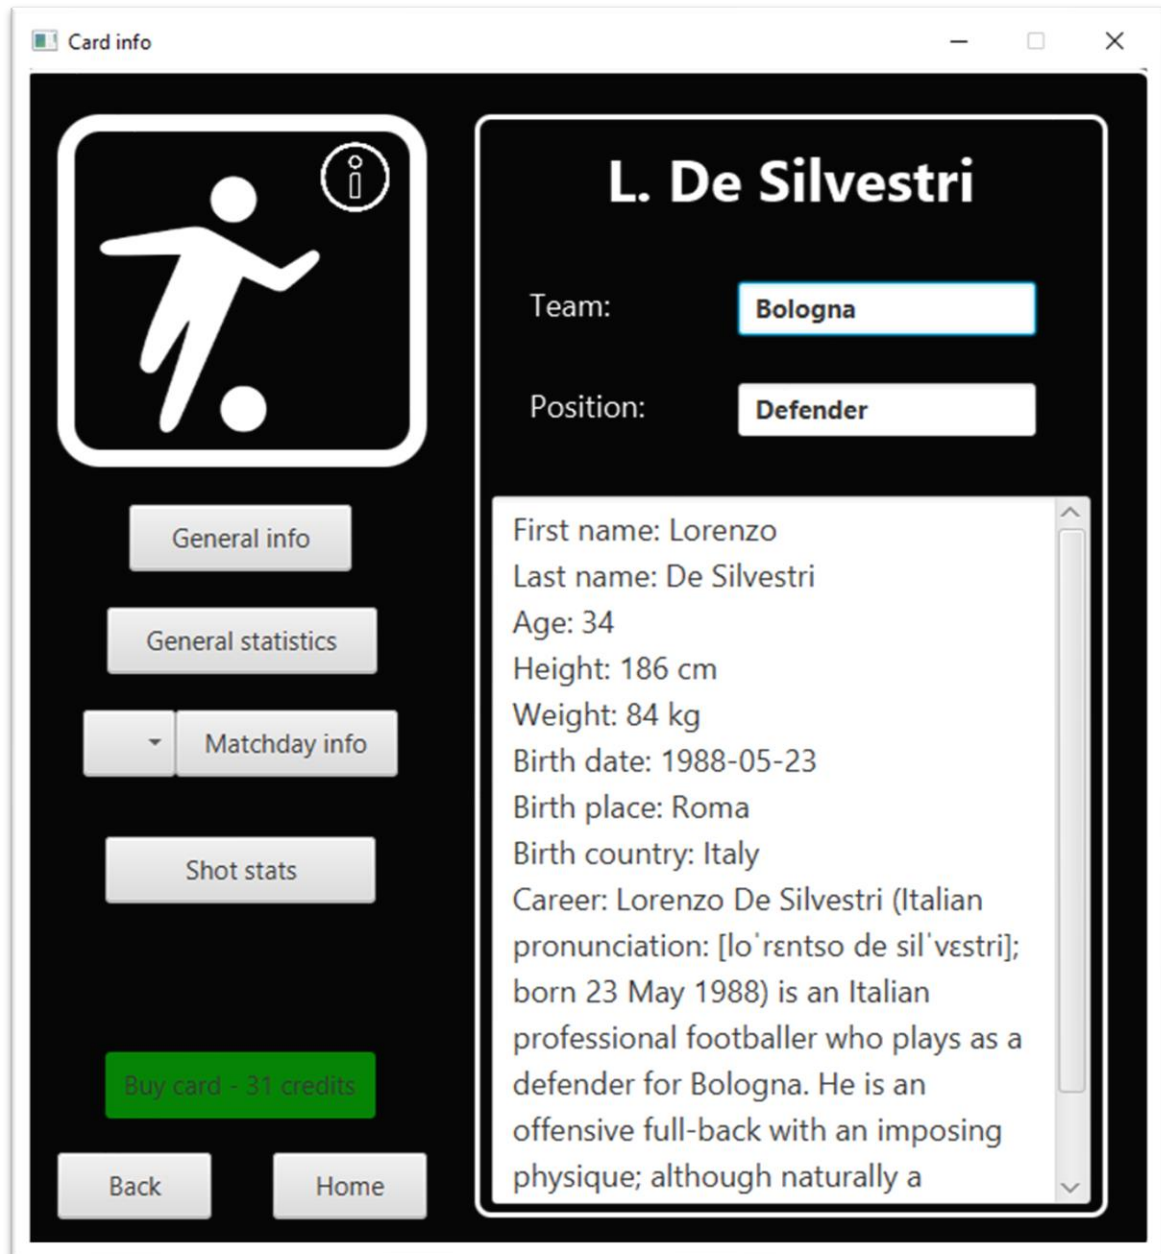 Card info
L. De Silvestri
Team:
Bologna
Position:
Defender
General info
General statistics
Matchday info
Shot stats
Buy card - 31 credits
Back
Home
First name: Lorenzo
Last name: De Silvestri
Age: 34
Height: 186 cm
Weight: 84 kg
Birth date: 1988-05-23
Birth place: Roma
Birth country: Italy
Career: Lorenzo De Silvestri (Italian
pronunciation: [loˈrɛntso de silˈvɛstri];
born 23 May 1988) is an Italian
professional footballer who plays as a
defender for Bologna. He is an
offensive full-back with an imposing
physique; although naturally a